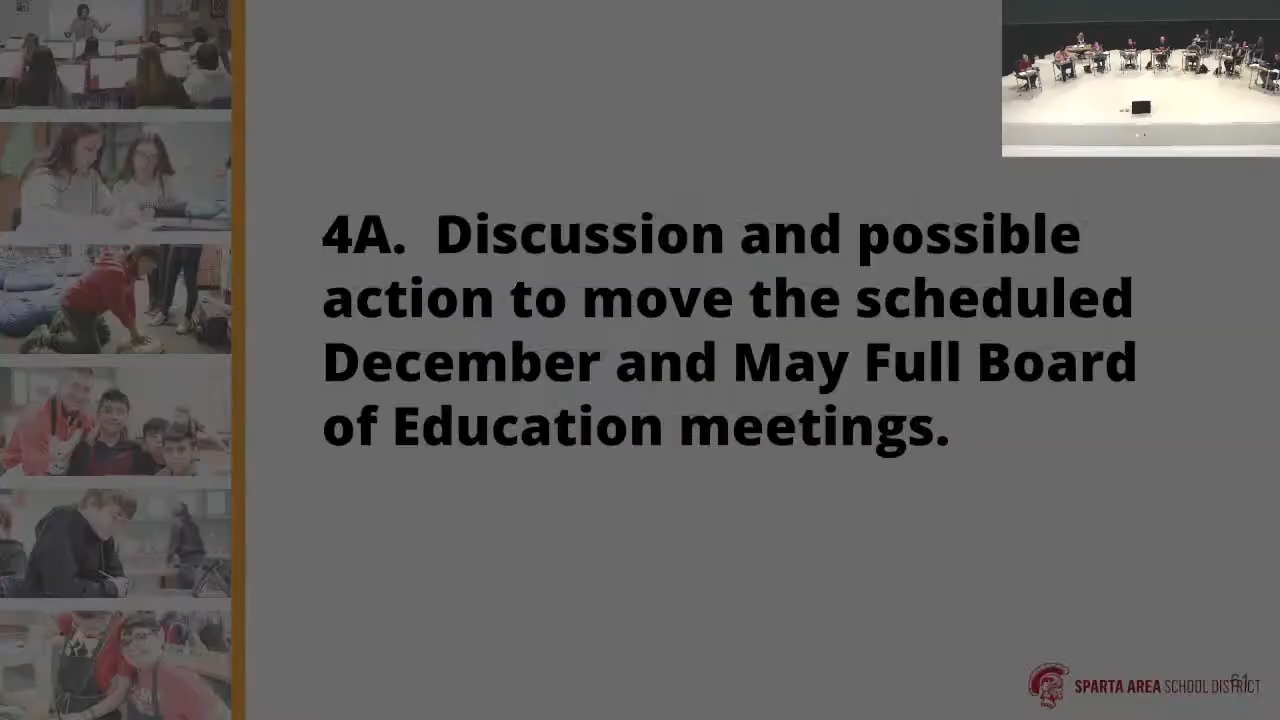 4A. Discussion and possible
action to move the scheduled
December and May Full Board
of Education meetings.
SPARTA AREA SCHOOL DISTRICT
61